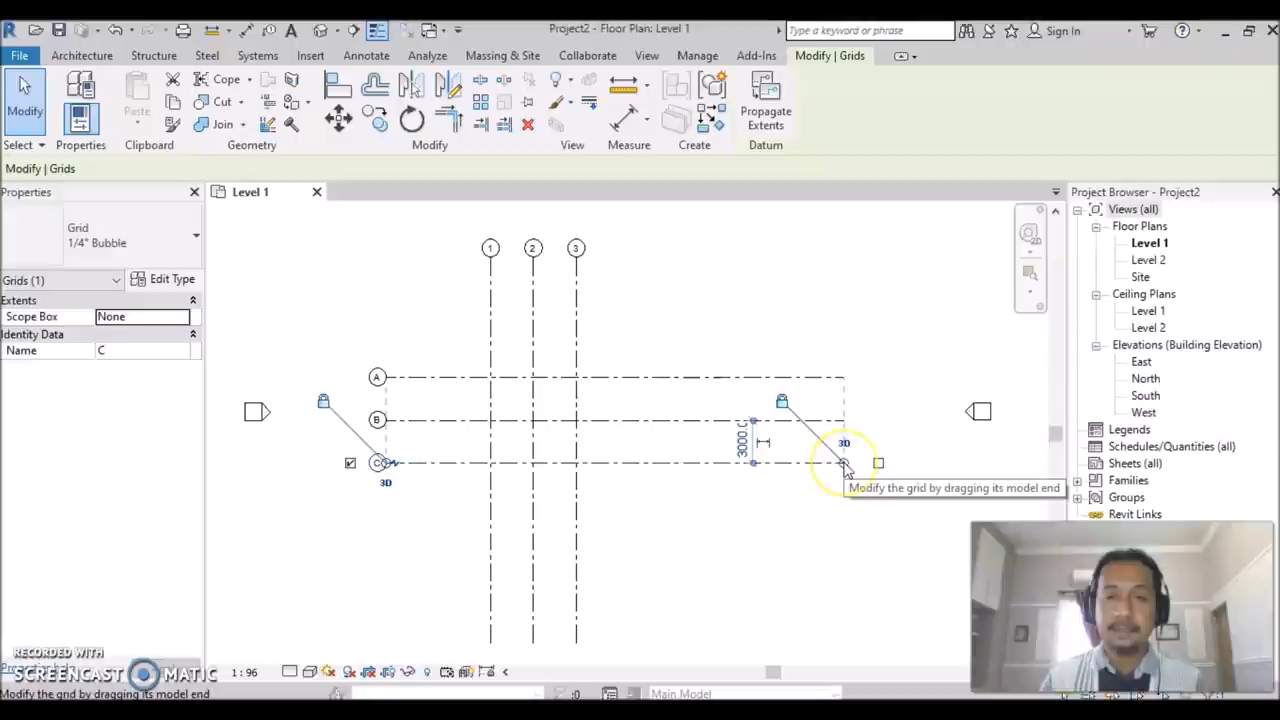 Project2 - Floor Plan: Level 1
Type a keyword or phrase
Sign In
File
Architecture
Structure
Steel
Systems
Insert
Annotate
Analyze
Massing & Site
Collaborate
View
Manage
Add-Ins
Modify | Grids
Modify
Paste
Cope
Cut
Join
Propagate
Extents
Select
Properties
Clipboard
Geometry
Modify
View
Measure
Create
Datum
Modify | Grids
Properties
Grid
1/4" Bubble
Grids (1)
Edit Type
Extents
Scope Box
None
Identity Data
Name
C
Level 1
1
2
3
A
B
C
3D
3D
3000.0
Modify the grid by dragging its model end
2D
Project Browser - Project2
Views (all)
Floor Plans
Level 1
Level 2
Site
Ceiling Plans
Level 1
Level 2
Elevations (Building Elevation)
East
North
South
West
Legends
Schedules/Quantities (all)
Sheets (all)
Families
Groups
Revit Links
1 : 96
RECORDED WITH
SCREENCAST MATIC
Modify the grid by dragging its model end
:0
Main Model